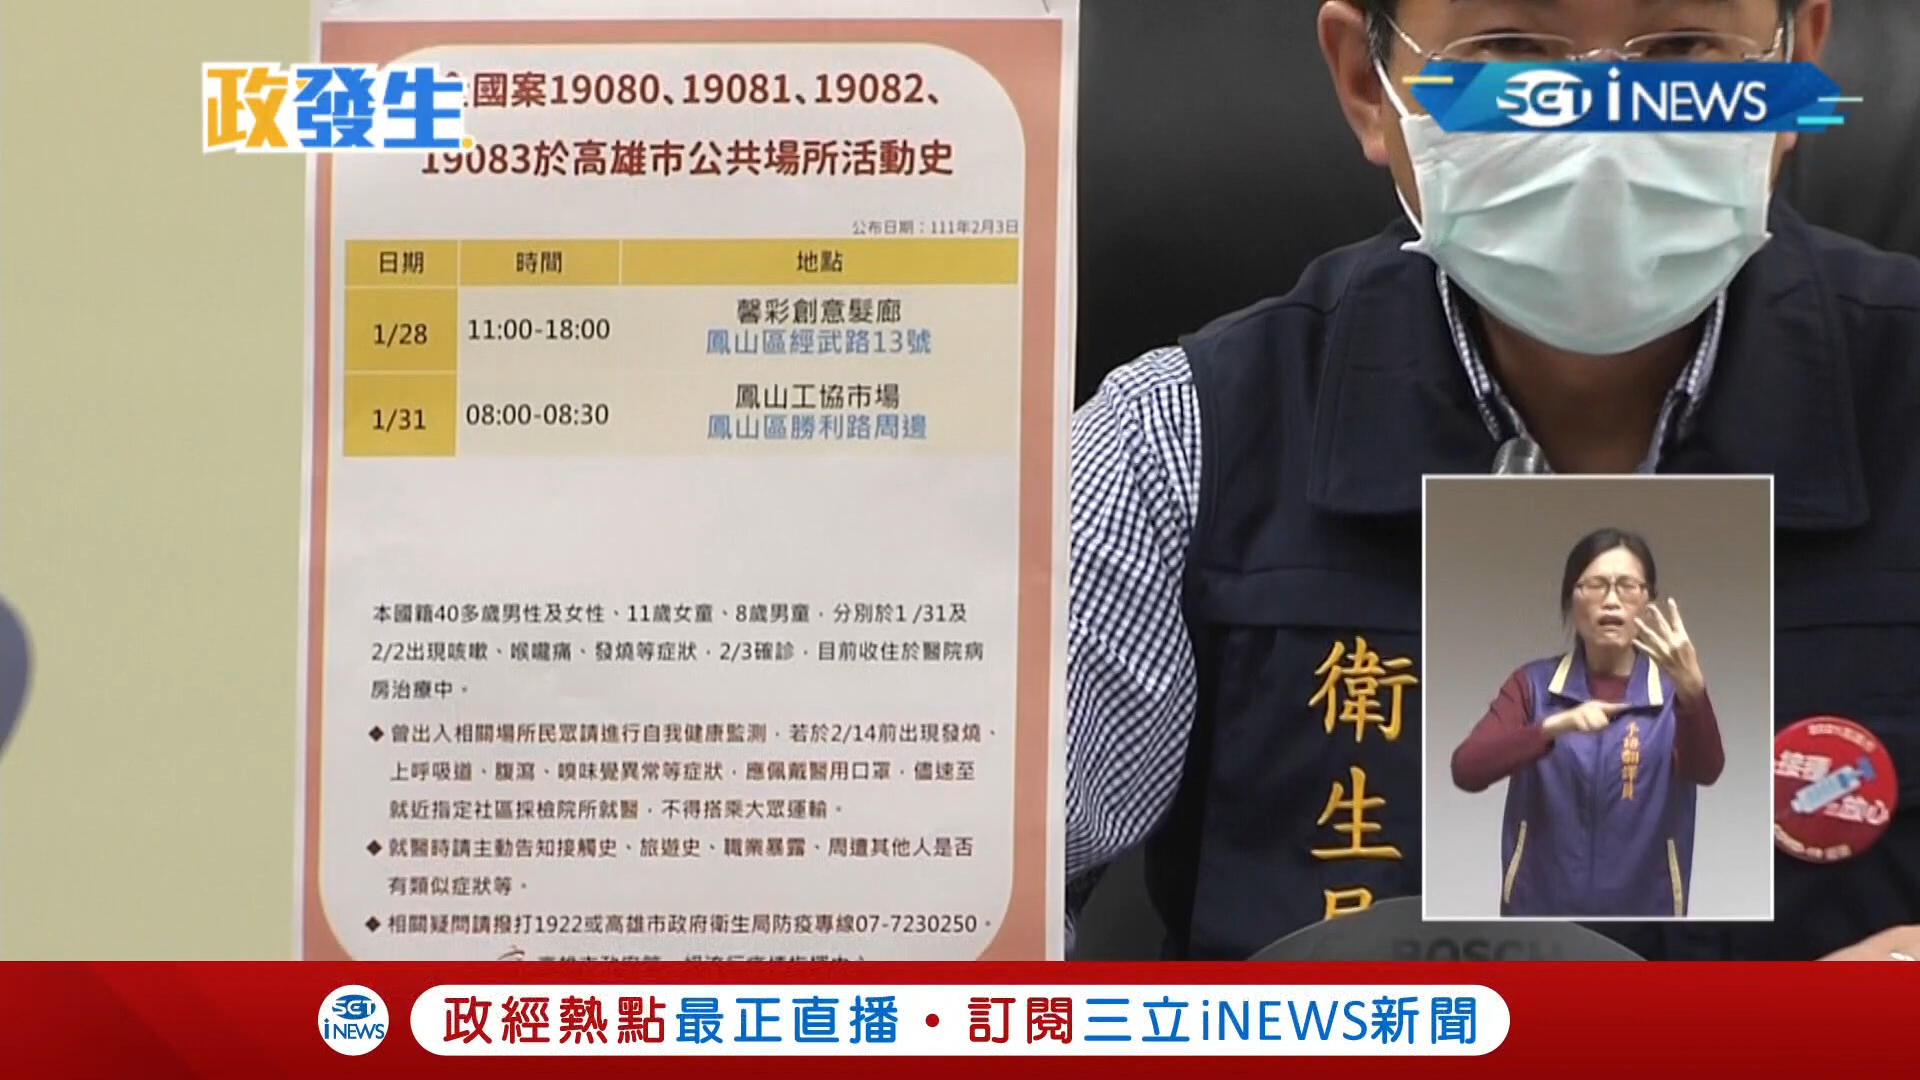 政發生
國案19080、19081、19082、
19083於高雄市公共場所活動史
公布日期：111年2月3日
日期 時間 地點
1/28 11:00-18:00 馨彩創意髮廊
鳳山區經武路13號
1/31 08:00-08:30 鳳山工協市場
鳳山區勝利路周邊
本國籍40多歲男性及女性、11歲女童、8歲男童，分別於1/31及
2/2出現咳嗽、喉嚨痛、發燒等症狀，2/3確診，目前收住於醫院病
房治療中。
◆曾出入相關場所民眾請進行自我健康監測，若於2/14前出現發燒、
上呼吸道、腹瀉、嗅味覺異常等症狀，應佩戴醫用口罩，儘速至
就近指定社區採檢院所就醫，不得搭乘大眾運輸。
◆就醫時請主動告知接觸史、旅遊史、職業暴露、周遭其他人是否
有類似症狀等。
◆相關疑問請撥打1922或高雄市政府衛生局防疫專線07-7230250。
SET iNEWS
衛生局
手語翻譯員
接種
放心
BOSCH
SET iNEWS
政經熱點最正直播•訂閱三立iNEWS新聞